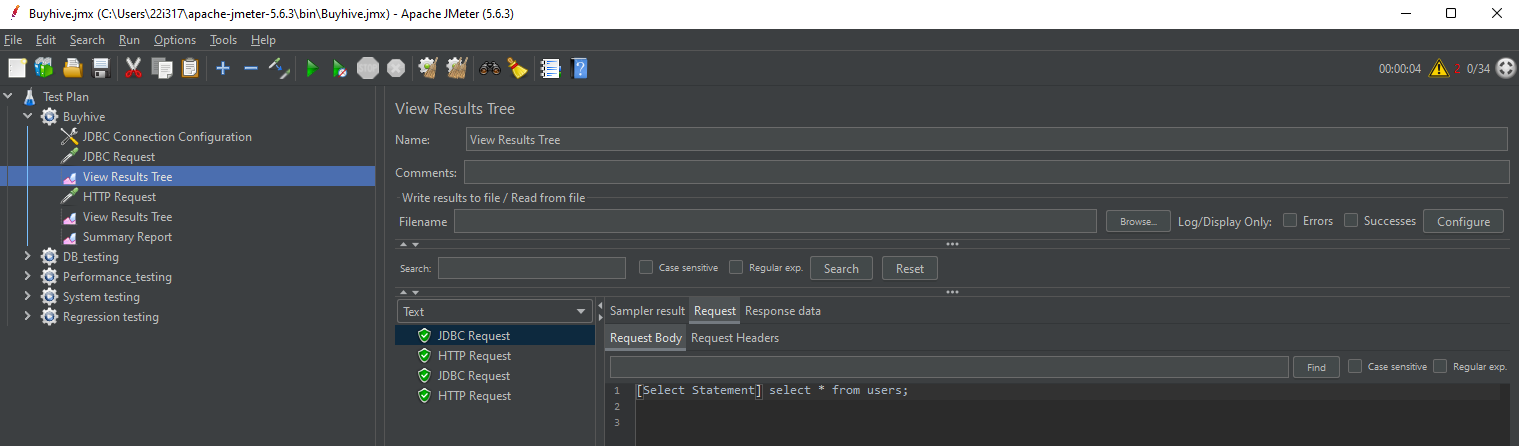 Buyhive.jmx (C:\Users\22i317\apache-jmeter-5.6.3\bin\Buyhive.jmx) - Apache JMeter (5.6.3)
File Edit Search Run Options Tools Help
00:00:04 2 0/34
Test Plan
Buyhive
JDBC Connection Configuration
JDBC Request
View Results Tree
HTTP Request
View Results Tree
Summary Report
DB_testing
Performance_testing
System testing
Regression testing
View Results Tree
Name: View Results Tree
Comments:
Write results to file / Read from file
Filename Browse... Log/Display Only: Errors Successes Configure
Search: Case sensitive Regular exp. Search Reset
Text
JDBC Request
HTTP Request
JDBC Request
HTTP Request
Sampler result Request Response data
Request Body Request Headers
Find Case sensitive Regular exp.
1 [Select Statement] select * from users;
2
3